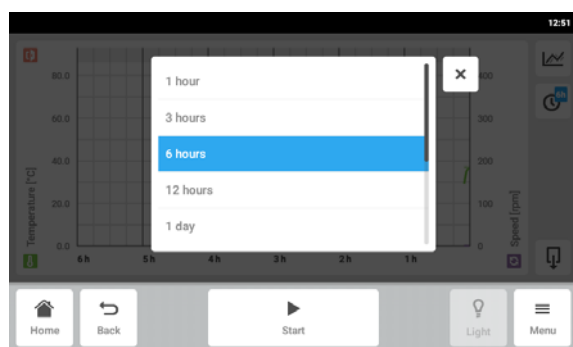 12:51
80.0
60.0
40.0
20.0
0.0
Temperature [°C]
1 hour
3 hours
6 hours
12 hours
1 day
400
300
200
100
0
Speed [rpm]
6h
6 h
5 h
4 h
3 h
2 h
1 h
Home
Back
Start
Light
Menu